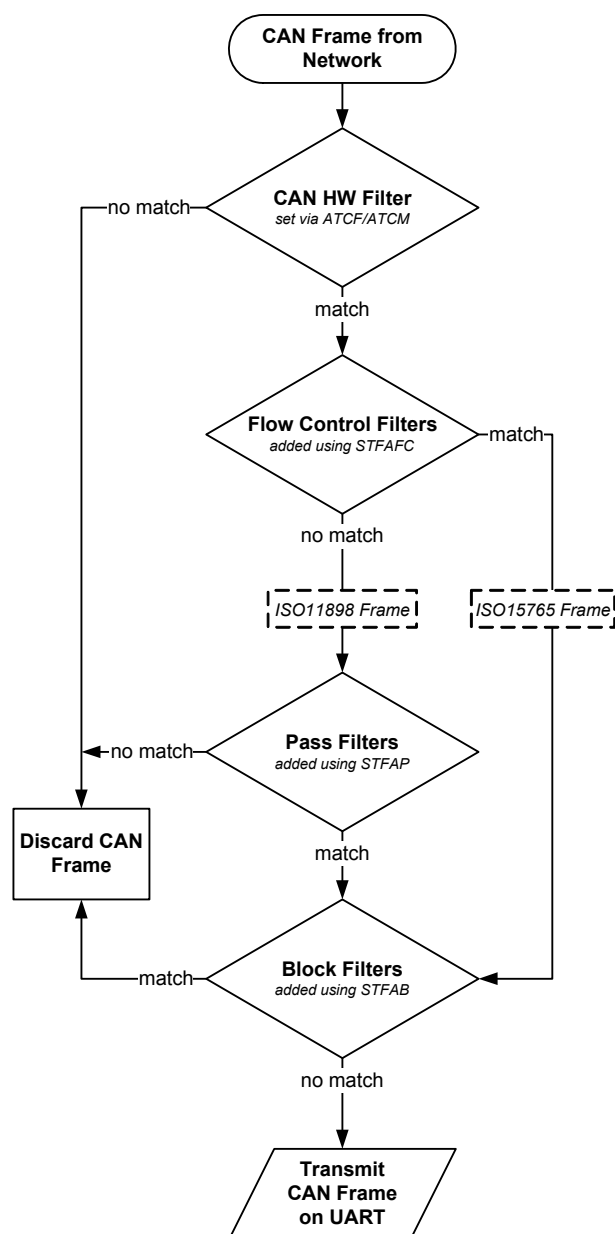 CAN Frame from
Network
CAN HW Filter
set via ATCF/ATCM
no match
match
Flow Control Filters
added using STFAFC
match
no match
ISO11898 Frame
ISO15765 Frame
Pass Filters
added using STFAP
no match
Discard CAN
Frame
match
Block Filters
added using STFAB
match
no match
Transmit
CAN Frame
on UART